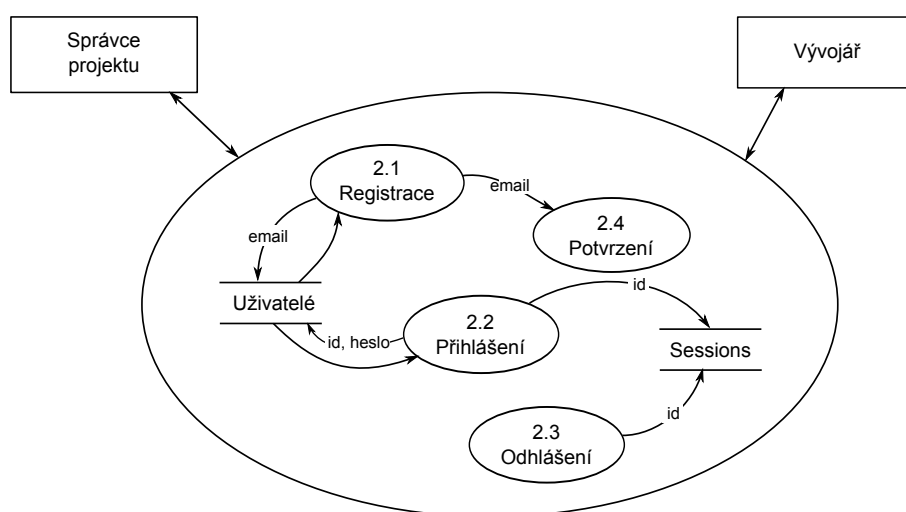 Správce
projektu
Vývojář
2.1
Registrace
email
2.4
Potvrzení
email
id
Uživatelé
2.2
Přihlášení
id, heslo
Sessions
2.3
Odhlášení
id